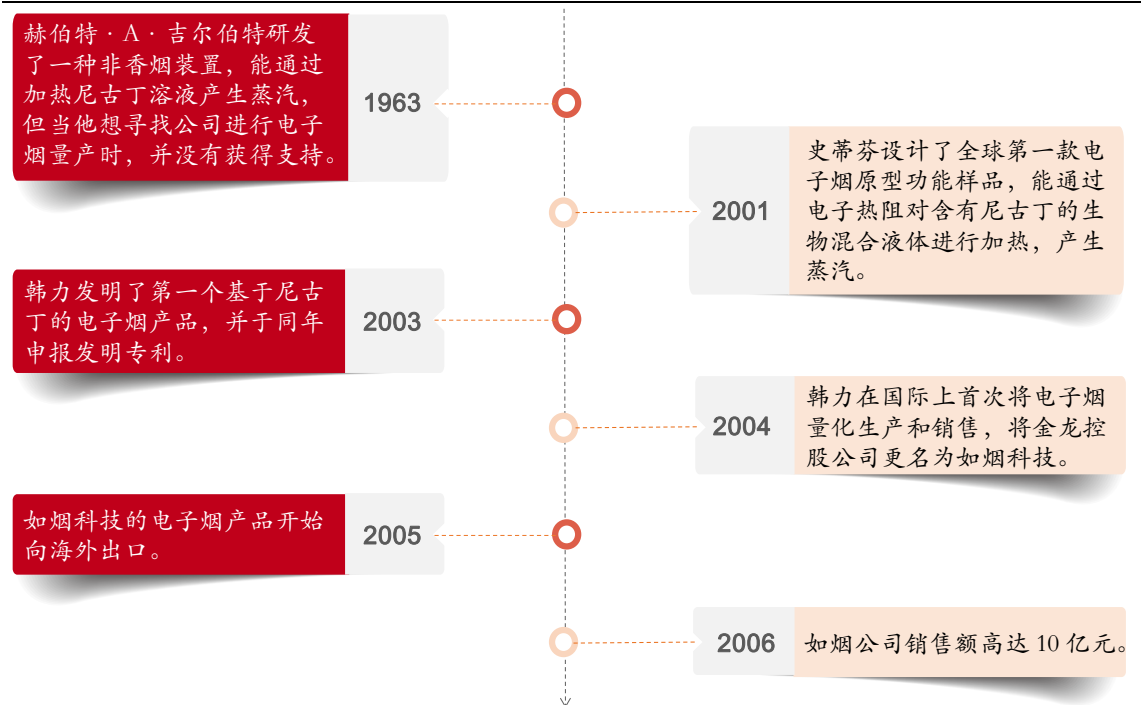 赫伯特·A·吉尔伯特研发
了一种非香烟装置，能通过
加热尼古丁溶液产生蒸汽，
但当他想寻找公司进行电子
烟量产时，并没有获得支持。
1963
史蒂芬设计了全球第一款电
子烟原型功能样品，能通过
电子热阻对含有尼古丁的生
物混合液体进行加热，产生
蒸汽。
2001
韩力发明了第一个基于尼古
丁的电子烟产品，并于同年
申报发明专利。
2003
韩力在国际上首次将电子烟
量化生产和销售，将金龙控
股公司更名为如烟科技。
2004
如烟科技的电子烟产品开始
向海外出口。
2005
2006
如烟公司销售额高达 10 亿元。